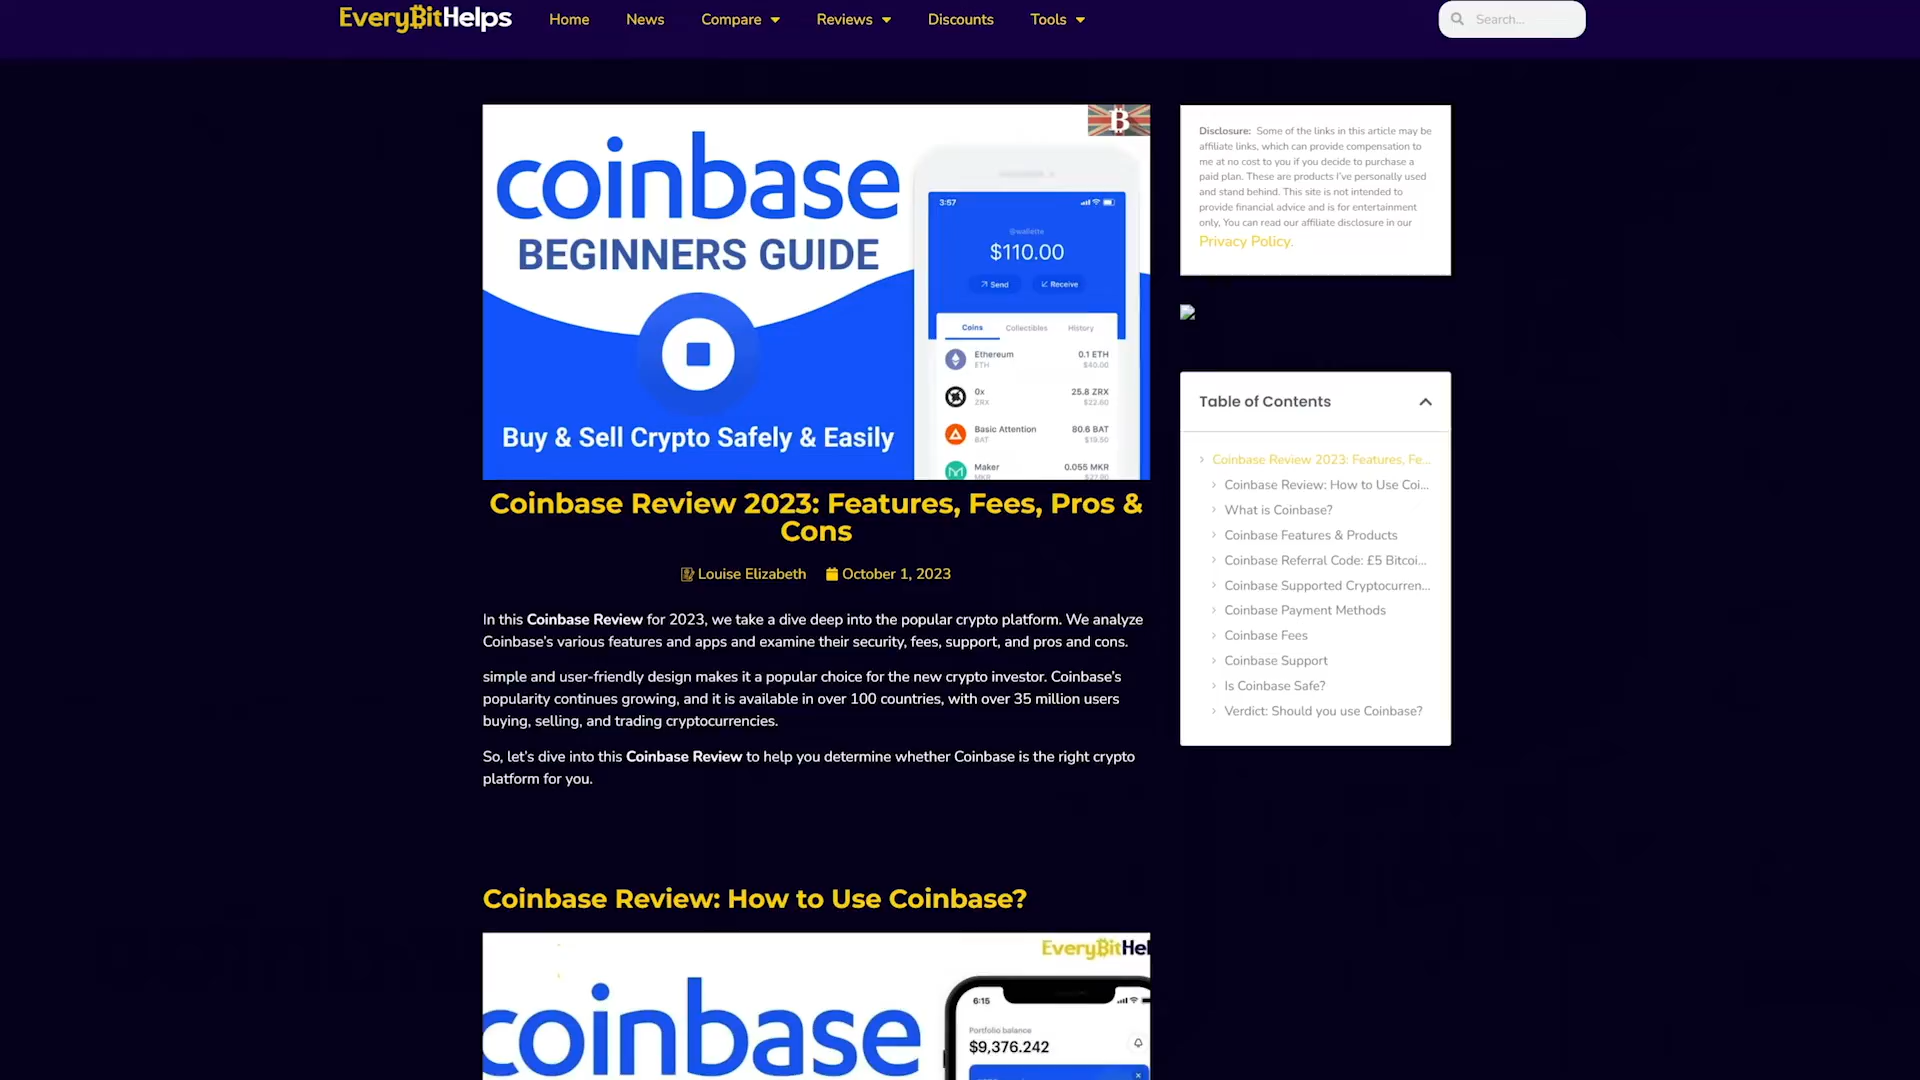 EveryBitHelps
Home News Compare Reviews Discounts Tools
Search...
B
coinbase
BEGINNERS GUIDE
Buy & Sell Crypto Safely & Easily
3:57
@wallette
$110.00
Send Receive
Coins Collectibles History
Ethereum 0.1 ETH
ETH $40.00
0x 25.8 ZRX
ZRX $22.60
Basic Attention 80.6 BAT
BAT $19.50
Maker 0.055 MKR
MKR $27.90
Coinbase Review 2023: Features, Fees, Pros &
Cons
Louise Elizabeth October 1, 2023
In this Coinbase Review for 2023, we take a dive deep into the popular crypto platform. We analyze
Coinbase's various features and apps and examine their security, fees, support, and pros and cons.
simple and user-friendly design makes it a popular choice for the new crypto investor. Coinbase's
popularity continues growing, and it is available in over 100 countries, with over 35 million users
buying, selling, and trading cryptocurrencies.
So, let's dive into this Coinbase Review to help you determine whether Coinbase is the right crypto
platform for you.
Coinbase Review: How to Use Coinbase?
EveryBitHel
coinbase
6:15
Portfolio balance
$9,376.242
Disclosure: Some of the links in this article may be
affiliate links, which can provide compensation to
me at no cost to you if you decide to purchase a
paid plan. These are products I've personally used
and stand behind. This site is not intended to
provide financial advice and is for entertainment
only, You can read our affiliate disclosure in our
Privacy Policy.
Table of Contents
Coinbase Review 2023: Features, Fe...
Coinbase Review: How to Use Coi...
What is Coinbase?
Coinbase Features & Products
Coinbase Referral Code: £5 Bitcoi...
Coinbase Supported Cryptocurren...
Coinbase Payment Methods
Coinbase Fees
Coinbase Support
Is Coinbase Safe?
Verdict: Should you use Coinbase?